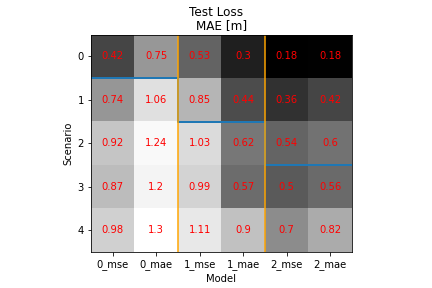 Test Loss
MAE [m]
Scenario
0 0.42 0.75 0.53 0.3 0.18 0.18
1 0.74 1.06 0.85 0.44 0.36 0.42
2 0.92 1.24 1.03 0.62 0.54 0.6
3 0.87 1.2 0.99 0.57 0.5 0.56
4 0.98 1.3 1.11 0.9 0.7 0.82
0_mse 0_mae 1_mse 1_mae 2_mse 2_mae
Model